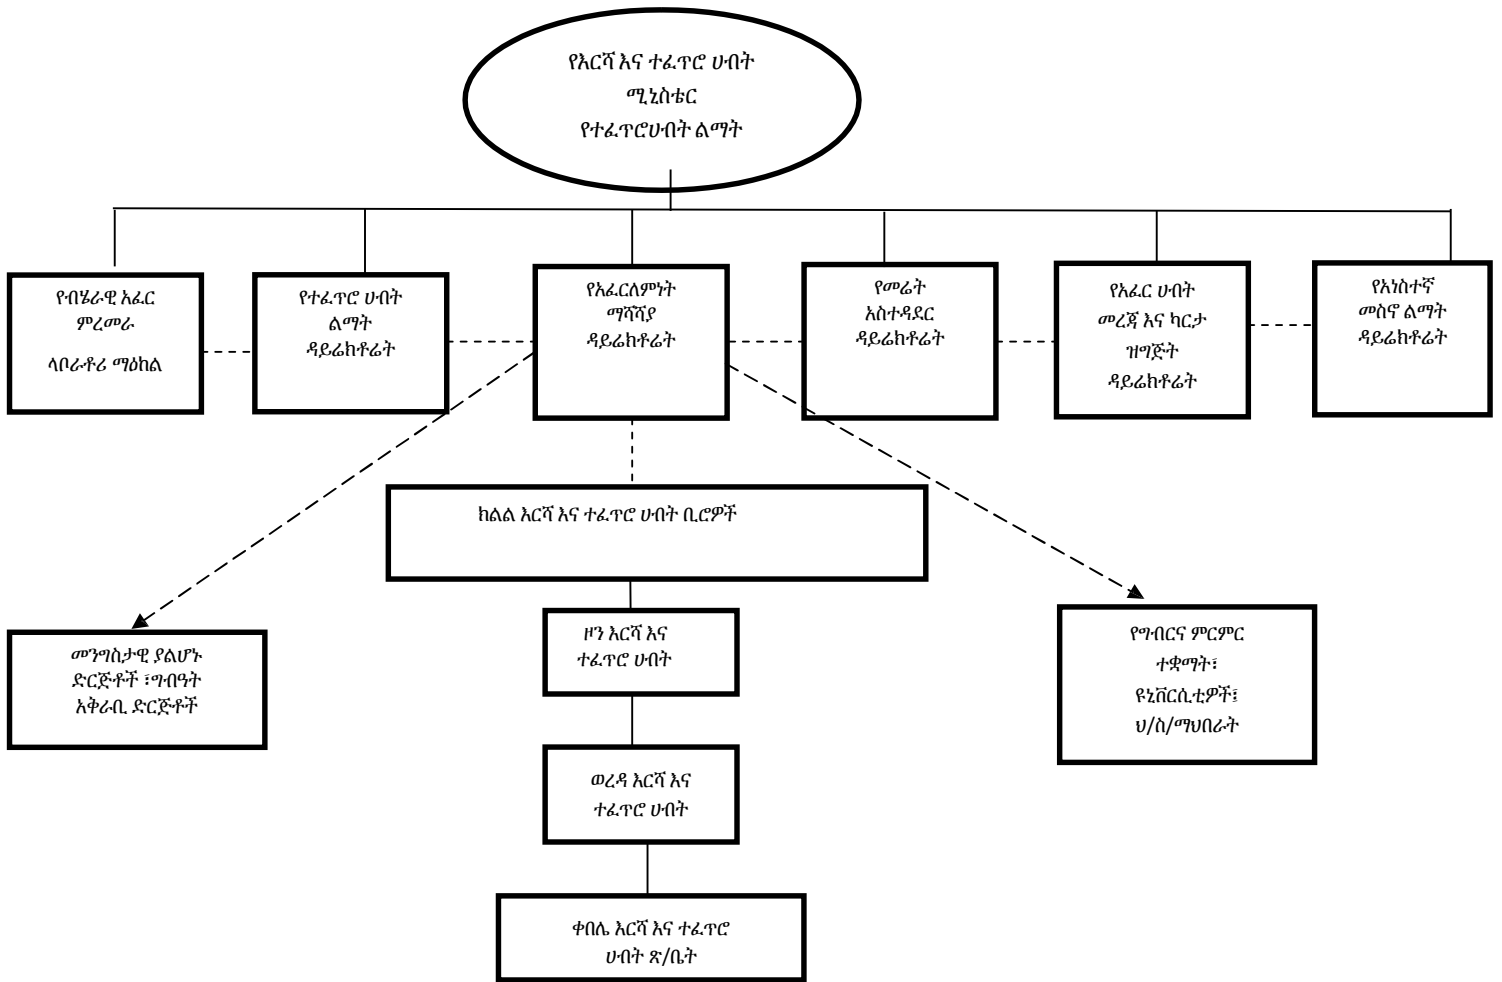 የእርሻ እና ተፈጥሮ ሀብት
ሚኒስቴር
የተፈጥሮሀብት ልማት
የብሄራዊ አፈር
ምረመራ
ላቦራቶሪ ማዕከል
የተፈጥሮ ሀብት
ልማት
ዳይሬክቶሬት
የአፈርለምነት
ማሻሻያ
ዳይሬክቶሬት
የመሬት
አስተዳደር
ዳይሬክቶሬት
የአፈር ሀብት
መረጃ እና ካርታ
ዝግጅት
ዳይሬክቶሬት
የአነስተኛ
መስኖ ልማት
ዳይሬክቶሬት
ክልል እርሻ እና ተፈጥሮ ሀብት ቢሮዎች
ዞን እርሻ እና
ተፈጥሮ ሀብት
መንግስታዊ ያልሆኑ
ድርጅቶች ፣ግብዓት
አቅራቢ ድርጅቶች
የግብርና ምርምር
ተቋማት፣
ዩኒቨርሲቲዎች፤
ህ/ስ/ማህበራት
ወረዳ እርሻ እና
ተፈጥሮ ሀብት
ቀበሌ እርሻ እና ተፈጥሮ
ሀብት ጽ/ቤት